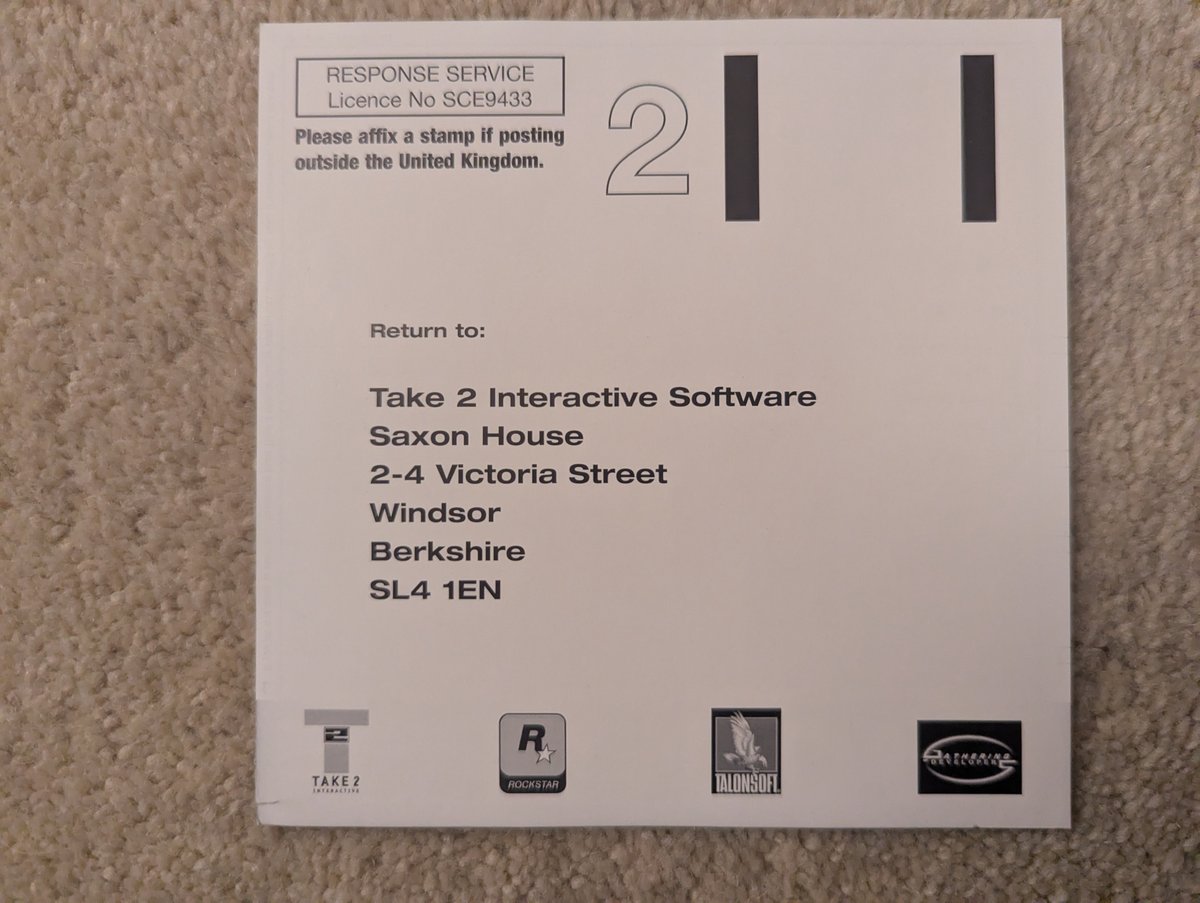 RESPONSE SERVICE
Licence No SCE9433
Please affix a stamp if posting
outside the United Kingdom.
2
Return to:
Take 2 Interactive Software
Saxon House
2-4 Victoria Street
Windsor
Berkshire
SL4 1EN
2
TAKE 2
INTERACTIVE
R
ROCKSTAR
TALONSOFT
GATHERING
DEVELOPERS